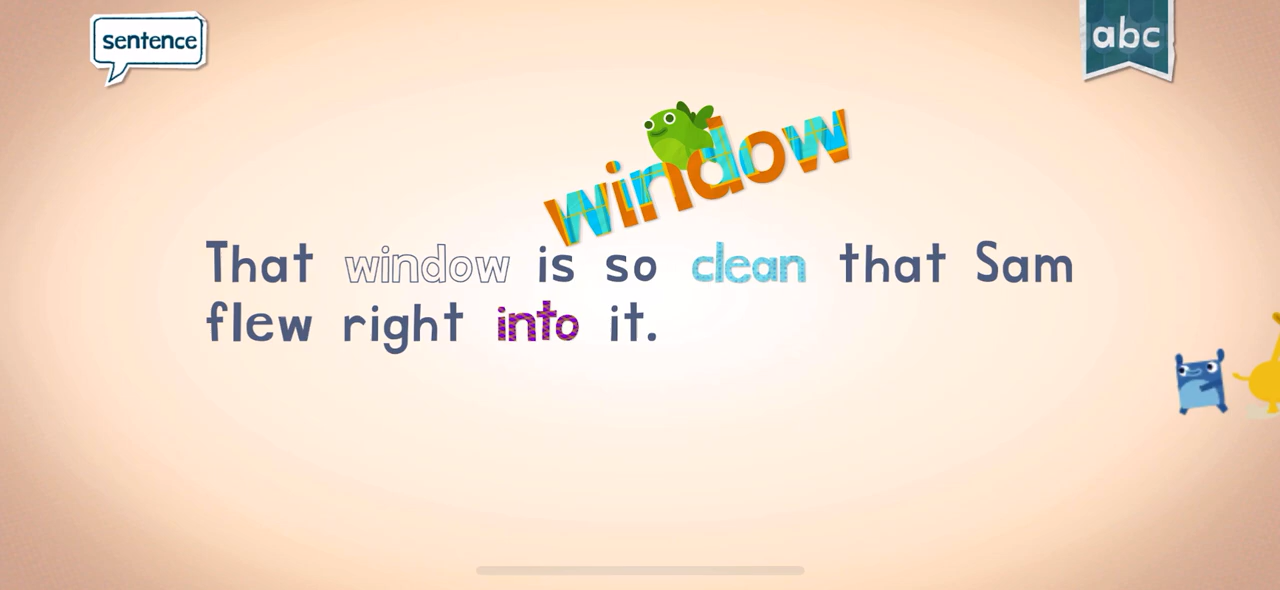 sentence
abc
window
That window is so clean that Sam
flew right into it.